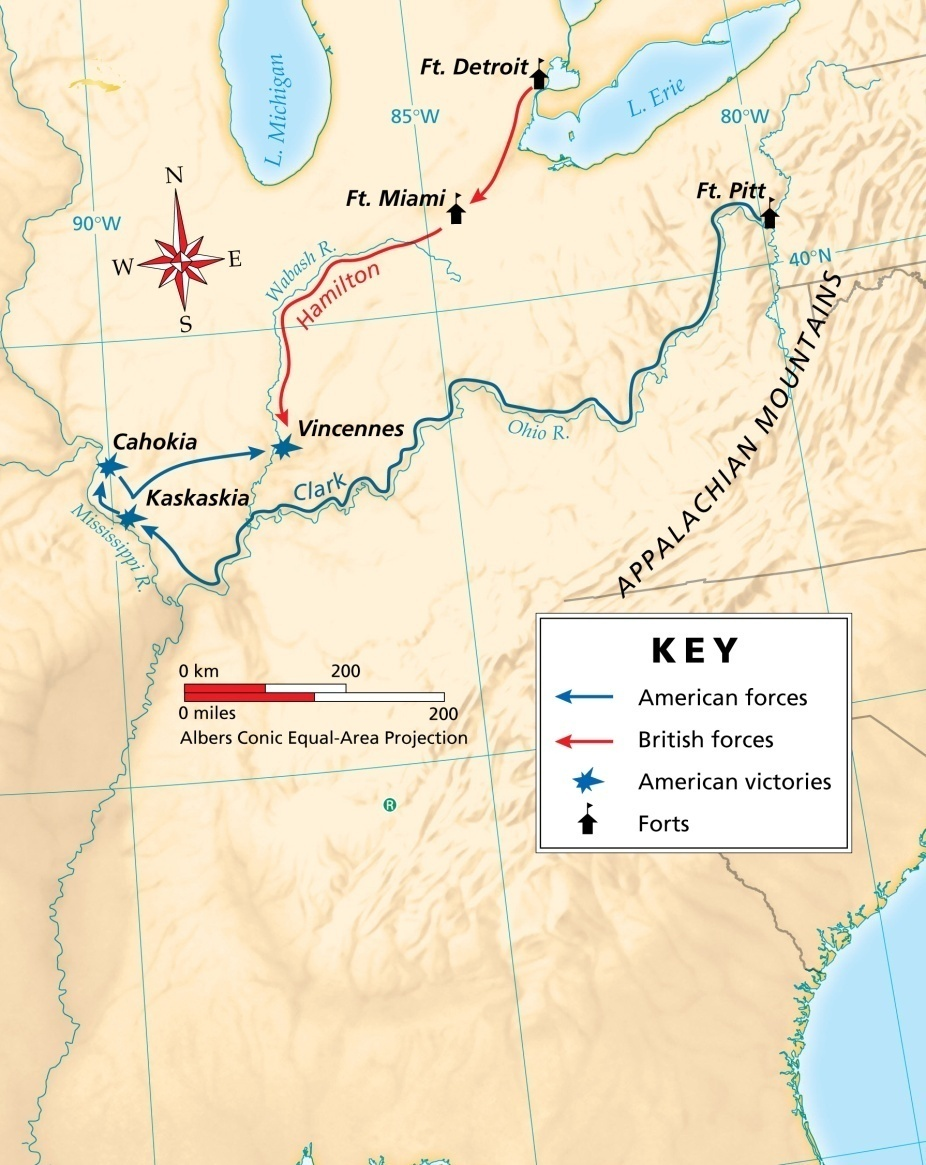 Ft. Detroit
L. Michigan
L. Erie
85°W
80°W
N
Ft. Miami
Ft. Pitt
90°W
W
E
40°N
Wabash R.
Hamilton
S
APPALACHIAN MOUNTAINS
Vincennes
Ohio R.
Cahokia
Clark
Kaskaskia
Mississippi R.
KEY
0 km 200
American forces
0 miles 200
Albers Conic Equal-Area Projection
British forces
American victories
R
Forts